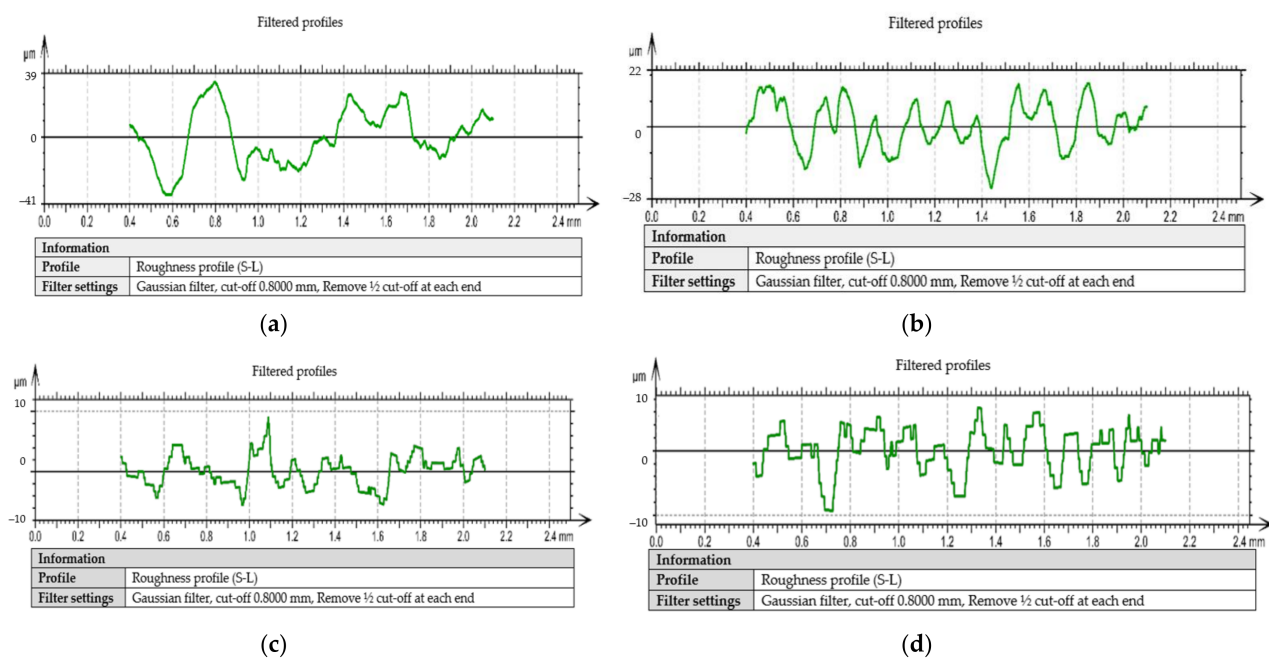 Filtered profiles
µm
39
0
−41
0.0 0.2 0.4 0.6 0.8 1.0 1.2 1.4 1.6 1.8 2.0 2.2 2.4 mm
Information
Profile Roughness profile (S-L)
Filter settings Gaussian filter, cut-off 0.8000 mm, Remove ½ cut-off at each end
(a)
Filtered profiles
µm
22
0
−28
0.0 0.2 0.4 0.6 0.8 1.0 1.2 1.4 1.6 1.8 2.0 2.2 2.4 mm
Information
Profile Roughness profile (S-L)
Filter settings Gaussian filter, cut-off 0.8000 mm, Remove ½ cut-off at each end
(b)
Filtered profiles
µm
10
0
−10
0.0 0.2 0.4 0.6 0.8 1.0 1.2 1.4 1.6 1.8 2.0 2.2 2.4 mm
Information
Profile Roughness profile (S-L)
Filter settings Gaussian filter, cut-off 0.8000 mm, Remove ½ cut-off at each end
(c)
Filtered profiles
µm
10
0
−10
0.0 0.2 0.4 0.6 0.8 1.0 1.2 1.4 1.6 1.8 2.0 2.2 2.4 mm
Information
Profile Roughness profile (S-L)
Filter settings Gaussian filter, cut-off 0.8000 mm, Remove ½ cut-off at each end
(d)